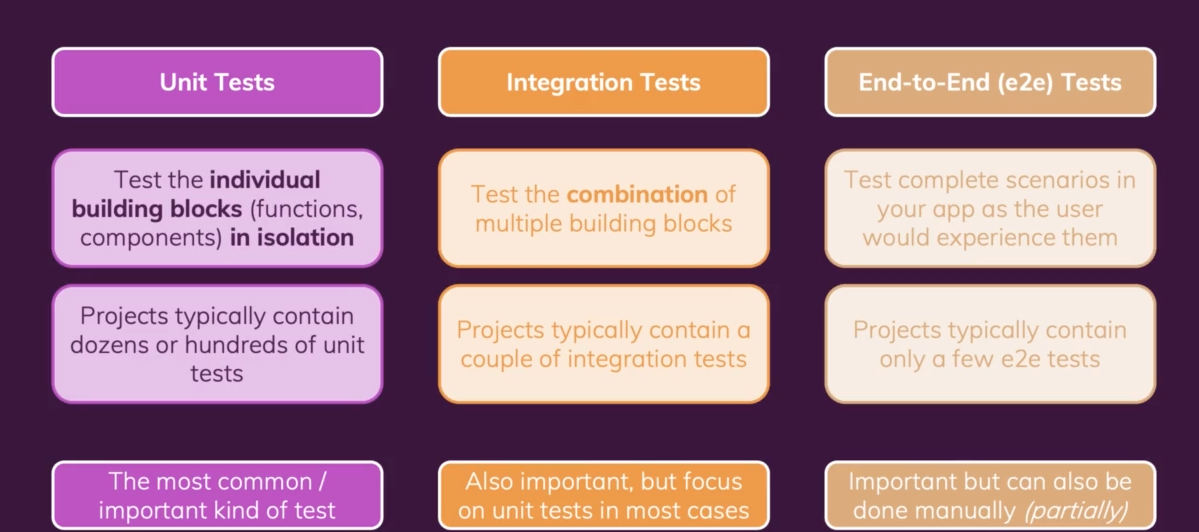 Unit Tests
Integration Tests
End-to-End (e2e) Tests
Test the individual
building blocks (functions,
components) in isolation
Test the combination of
multiple building blocks
Test complete scenarios in
your app as the user
would experience them
Projects typically contain
dozens or hundreds of unit
tests
Projects typically contain a
couple of integration tests
Projects typically contain
only a few e2e tests
The most common /
important kind of test
Also important, but focus
on unit tests in most cases
Important but can also be
done manually (partially)